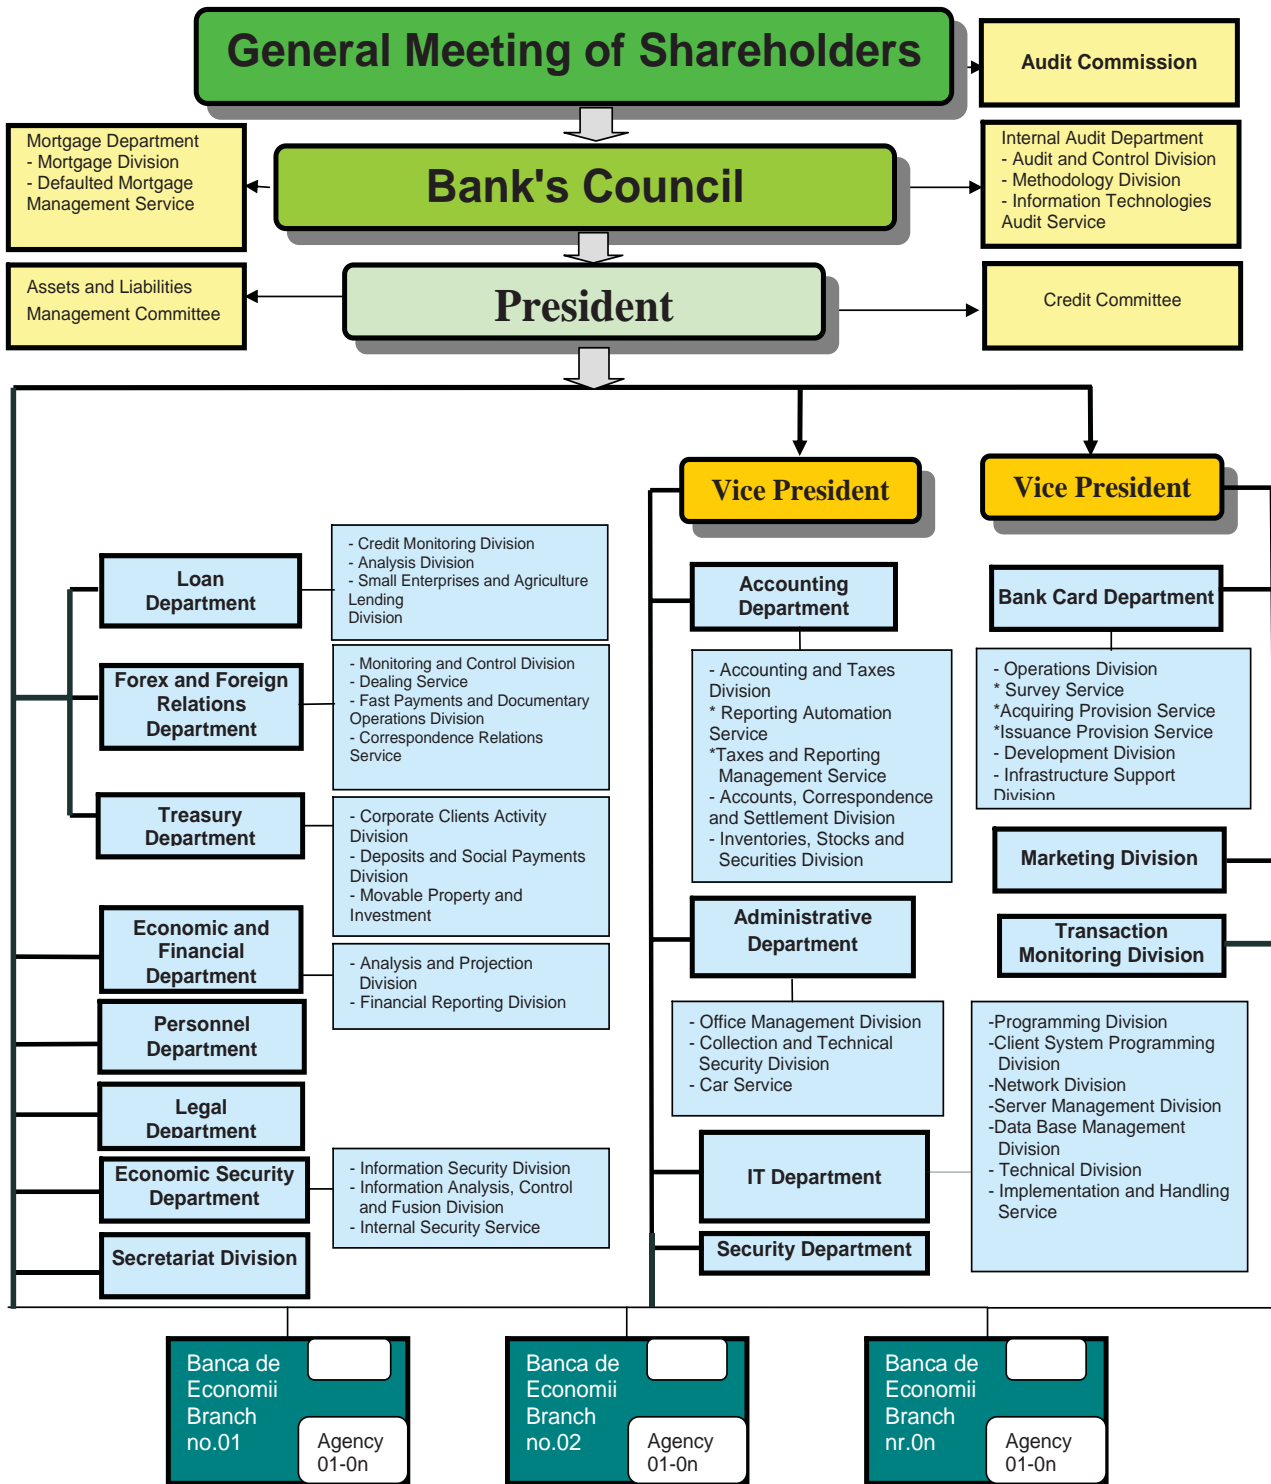 General Meeting of Shareholders
Audit Commission
Mortgage Department
- Mortgage Division
- Defaulted Mortgage
Management Service
Bank's Council
Internal Audit Department
- Audit and Control Division
- Methodology Division
- Information Technologies
Audit Service
Assets and Liabilities
Management Committee
President
Credit Committee
Vice President
Vice President
Loan
Department
- Credit Monitoring Division
- Analysis Division
- Small Enterprises and Agriculture
Lending
Division
Forex and Foreign
Relations
Department
- Monitoring and Control Division
- Dealing Service
- Fast Payments and Documentary
Operations Division
- Correspondence Relations
Service
Treasury
Department
- Corporate Clients Activity
Division
- Deposits and Social Payments
Division
- Movable Property and
Investment
Economic and
Financial
Department
- Analysis and Projection
Division
- Financial Reporting Division
Personnel
Department
Legal
Department
Economic Security
Department
- Information Security Division
- Information Analysis, Control
and Fusion Division
- Internal Security Service
Secretariat Division
Accounting
Department
- Accounting and Taxes
Division
* Reporting Automation
Service
*Taxes and Reporting
Management Service
- Accounts, Correspondence
and Settlement Division
- Inventories, Stocks and
Securities Division
Administrative
Department
- Office Management Division
- Collection and Technical
Security Division
- Car Service
IT Department
Security Department
Bank Card Department
- Operations Division
* Survey Service
*Acquiring Provision Service
*Issuance Provision Service
- Development Division
- Infrastructure Support
Division
Marketing Division
Transaction
Monitoring Division
-Programming Division
-Client System Programming
Division
-Network Division
-Server Management Division
-Data Base Management
Division
- Technical Division
- Implementation and Handling
Service
Banca de
Economii
Branch
no.01
Agency
01-0n
Banca de
Economii
Branch
no.02
Agency
01-0n
Banca de
Economii
Branch
nr.0n
Agency
01-0n